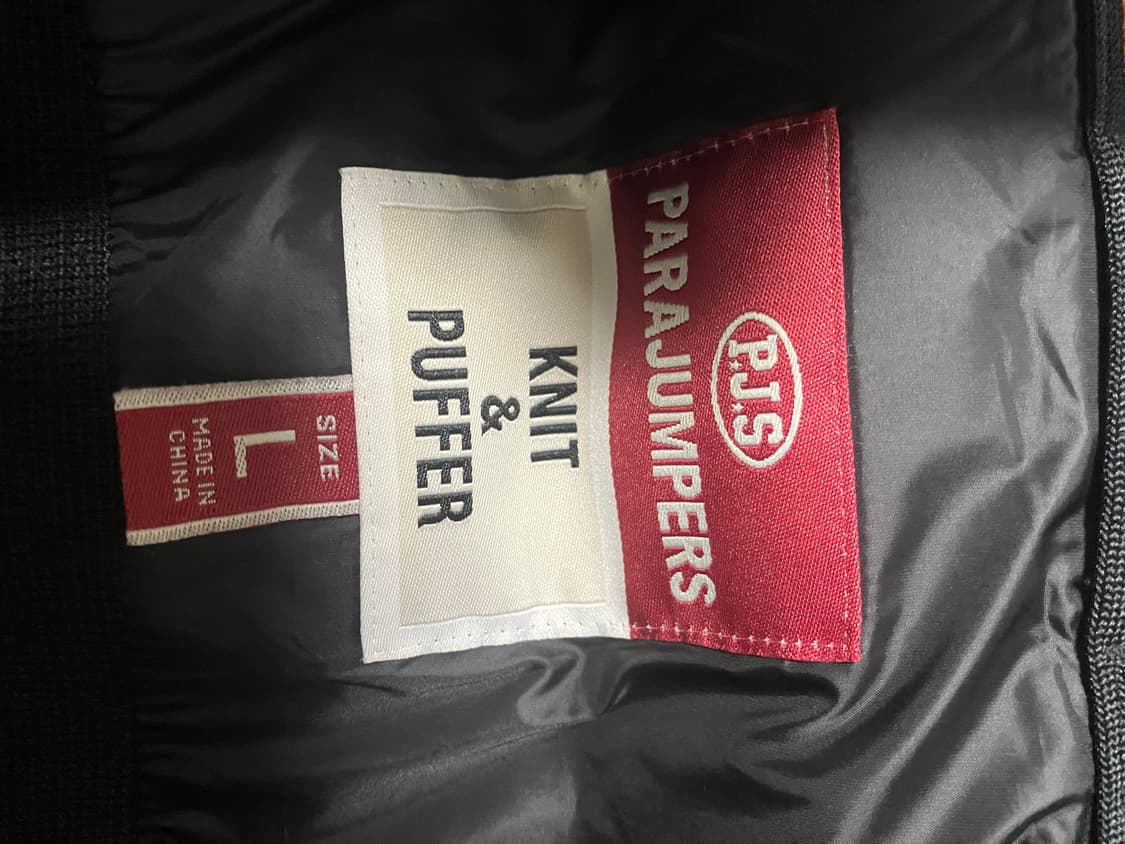 P.J.S
PARAJUMPERS
KNIT
&
PUFFER
SIZE
L
MADE IN
CHINA